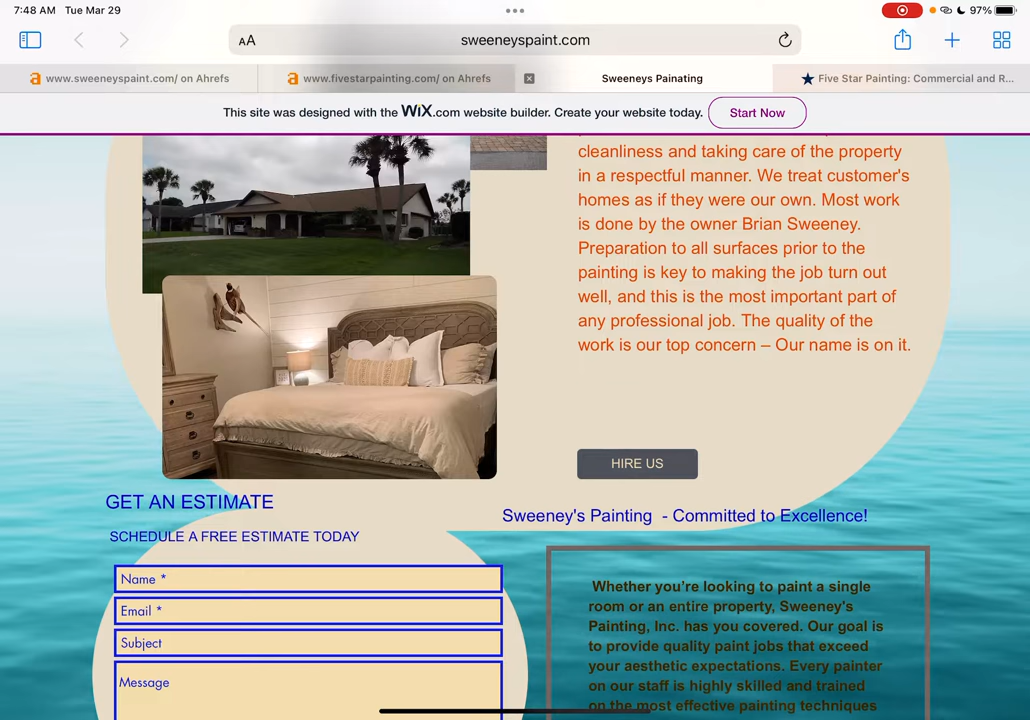 7:48 AM Tue Mar 29
97%
AA
sweeneyspaint.com
www.sweeneyspaint.com/ on Ahrefs
www.fivestarpainting.com/ on Ahrefs
Sweeneys Painating
Five Star Painting: Commercial and R...
This site was designed with the WiX.com website builder. Create your website today.
Start Now
cleanliness and taking care of the property
in a respectful manner. We treat customer's
homes as if they were our own. Most work
is done by the owner Brian Sweeney.
Preparation to all surfaces prior to the
painting is key to making the job turn out
well, and this is the most important part of
any professional job. The quality of the
work is our top concern – Our name is on it.
HIRE US
GET AN ESTIMATE
Sweeney's Painting - Committed to Excellence!
SCHEDULE A FREE ESTIMATE TODAY
Name *
Email *
Subject
Message
Whether you're looking to paint a single
room or an entire property, Sweeney's
Painting, Inc. has you covered. Our goal is
to provide quality paint jobs that exceed
your aesthetic expectations. Every painter
on our staff is highly skilled and trained
on the most effective painting techniques